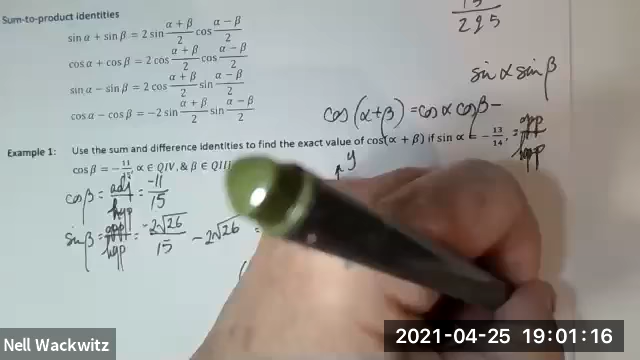 Sum-to-product identities
sin α + sin β = 2 sin (α + β)/2 cos (α − β)/2
cos α + cos β = 2 cos (α + β)/2 cos (α − β)/2
sin α − sin β = 2 cos (α + β)/2 sin (α − β)/2
cos α − cos β = −2 sin (α + β)/2 sin (α − β)/2
15
225
sin α sin β
cos (α+β) = cos α cos β −
Example 1: Use the sum and difference identities to find the exact value of cos(α + β) if sin α = −13/14, = opp/hyp
cos β = −11/15, α ∈ QIV, & β ∈ QIII
y
cos β = adj/hyp = −11/15
sin β = opp/hyp = −2√26/15 −2√26 =
Nell Wackwitz
2021-04-25 19:01:16